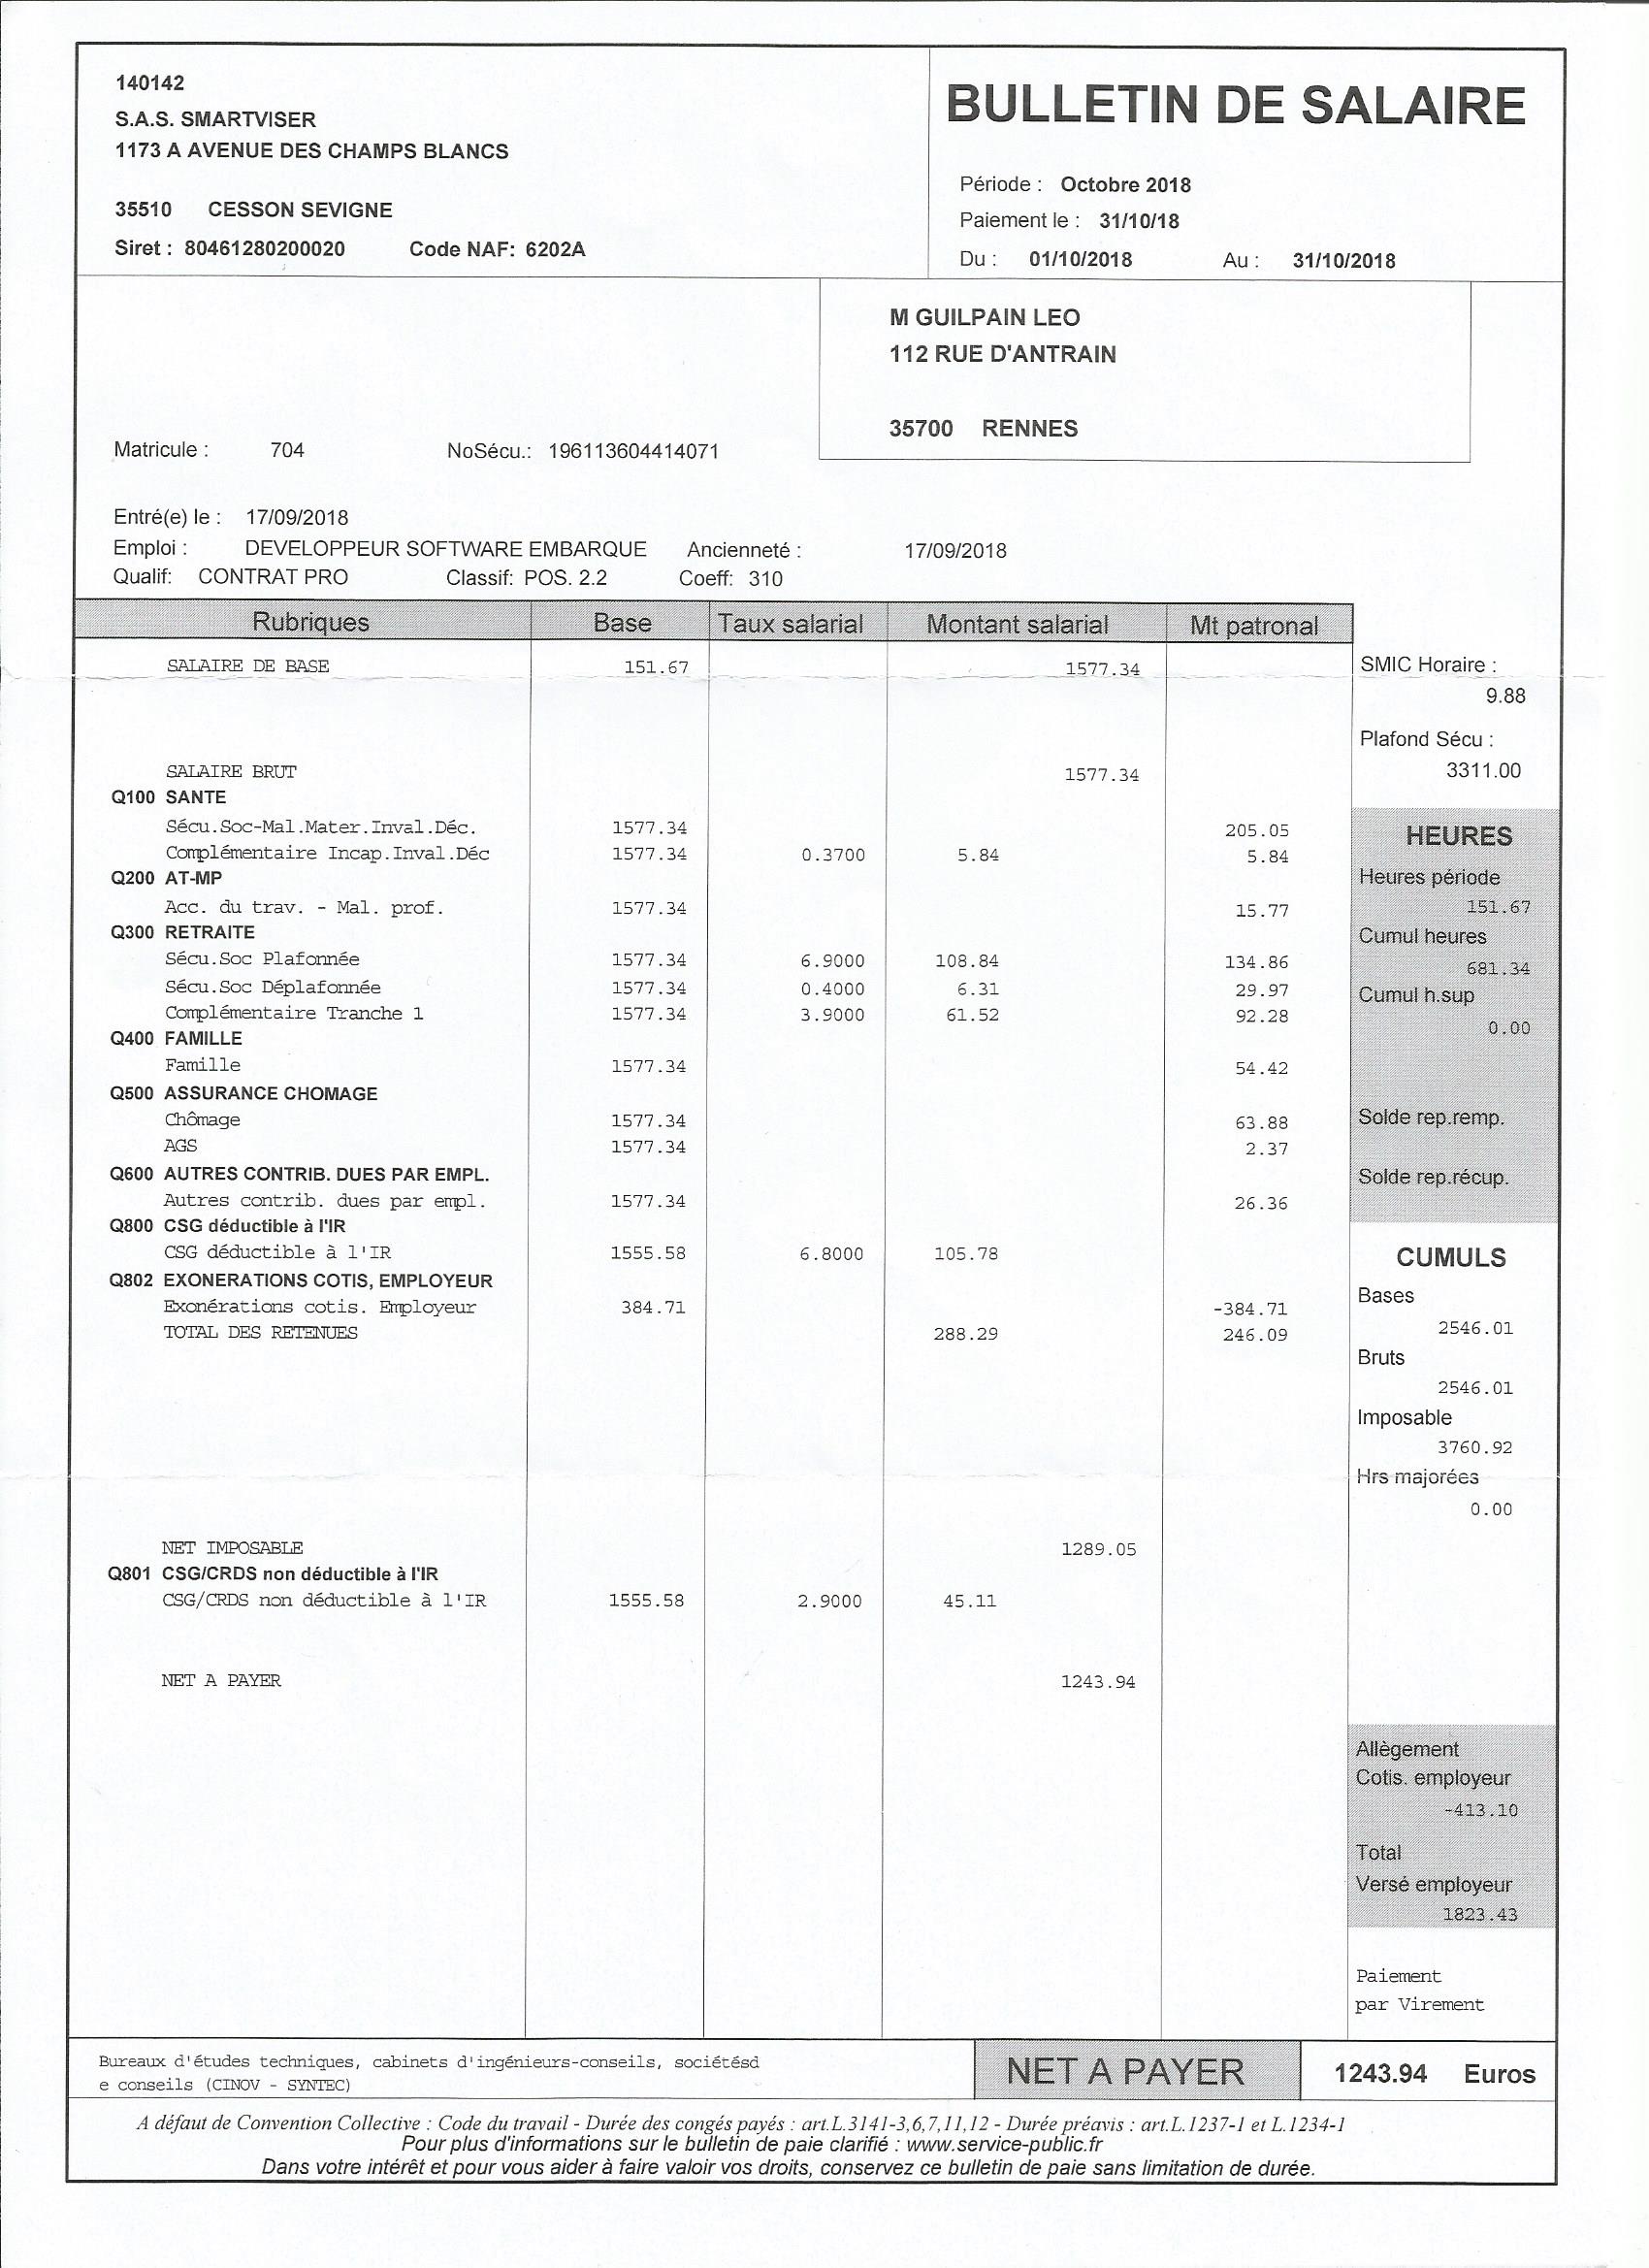 140142
S.A.S. SMARTVISER
1173 A AVENUE DES CHAMPS BLANCS
35510 CESSON SEVIGNE
Siret : 80461280200020 Code NAF: 6202A
BULLETIN DE SALAIRE
Période : Octobre 2018
Paiement le : 31/10/18
Du : 01/10/2018 Au : 31/10/2018
M GUILPAIN LEO
112 RUE D'ANTRAIN
35700 RENNES
Matricule : 704 NoSécu.: 196113604414071
Entré(e) le : 17/09/2018
Emploi : DEVELOPPEUR SOFTWARE EMBARQUE Ancienneté : 17/09/2018
Qualif: CONTRAT PRO Classif: POS. 2.2 Coeff: 310
Rubriques Base Taux salarial Montant salarial Mt patronal
SALAIRE DE BASE 151.67 1577.34
SALAIRE BRUT 1577.34
Q100 SANTE
Sécu.Soc-Mal.Mater.Inval.Déc. 1577.34 205.05
Complémentaire Incap.Inval.Déc 1577.34 0.3700 5.84 5.84
Q200 AT-MP
Acc. du trav. - Mal. prof. 1577.34 15.77
Q300 RETRAITE
Sécu.Soc Plafonnée 1577.34 6.9000 108.84 134.86
Sécu.Soc Déplafonnée 1577.34 0.4000 6.31 29.97
Complémentaire Tranche 1 1577.34 3.9000 61.52 92.28
Q400 FAMILLE
Famille 1577.34 54.42
Q500 ASSURANCE CHOMAGE
Chômage 1577.34 63.88
AGS 1577.34 2.37
Q600 AUTRES CONTRIB. DUES PAR EMPL.
Autres contrib. dues par empl. 1577.34 26.36
Q800 CSG déductible à l'IR
CSG déductible à l'IR 1555.58 6.8000 105.78
Q802 EXONERATIONS COTIS, EMPLOYEUR
Exonérations cotis. Employeur 384.71 -384.71
TOTAL DES RETENUES 288.29 246.09
NET IMPOSABLE 1289.05
Q801 CSG/CRDS non déductible à l'IR
CSG/CRDS non déductible à l'IR 1555.58 2.9000 45.11
NET A PAYER 1243.94
SMIC Horaire :
9.88
Plafond Sécu :
3311.00
HEURES
Heures période
151.67
Cumul heures
681.34
Cumul h.sup
0.00
Solde rep.remp.
Solde rep.récup.
CUMULS
Bases
2546.01
Bruts
2546.01
Imposable
3760.92
Hrs majorées
0.00
Allègement
Cotis. employeur
-413.10
Total
Versé employeur
1823.43
Paiement
par Virement
Bureaux d'études techniques, cabinets d'ingénieurs-conseils, sociétésd
e conseils (CINOV - SYNTEC)
NET A PAYER 1243.94 Euros
A défaut de Convention Collective : Code du travail - Durée des congés payés : art.L.3141-3,6,7,11,12 - Durée préavis : art.L.1237-1 et L.1234-1
Pour plus d'informations sur le bulletin de paie clarifié : www.service-public.fr
Dans votre intérêt et pour vous aider à faire valoir vos droits, conservez ce bulletin de paie sans limitation de durée.